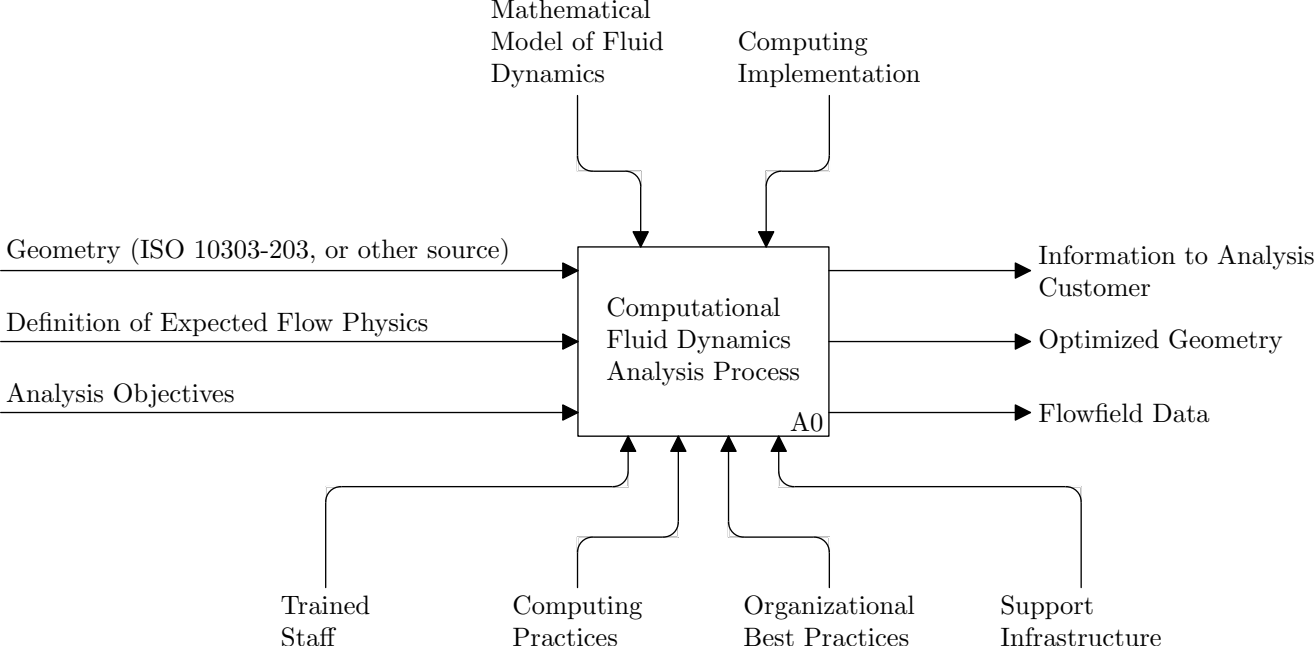 Mathematical
Model of Fluid
Dynamics
Computing
Implementation
Geometry (ISO 10303-203, or other source)
Definition of Expected Flow Physics
Analysis Objectives
Computational
Fluid Dynamics
Analysis Process
A0
Information to Analysis
Customer
Optimized Geometry
Flowfield Data
Trained
Staff
Computing
Practices
Organizational
Best Practices
Support
Infrastructure